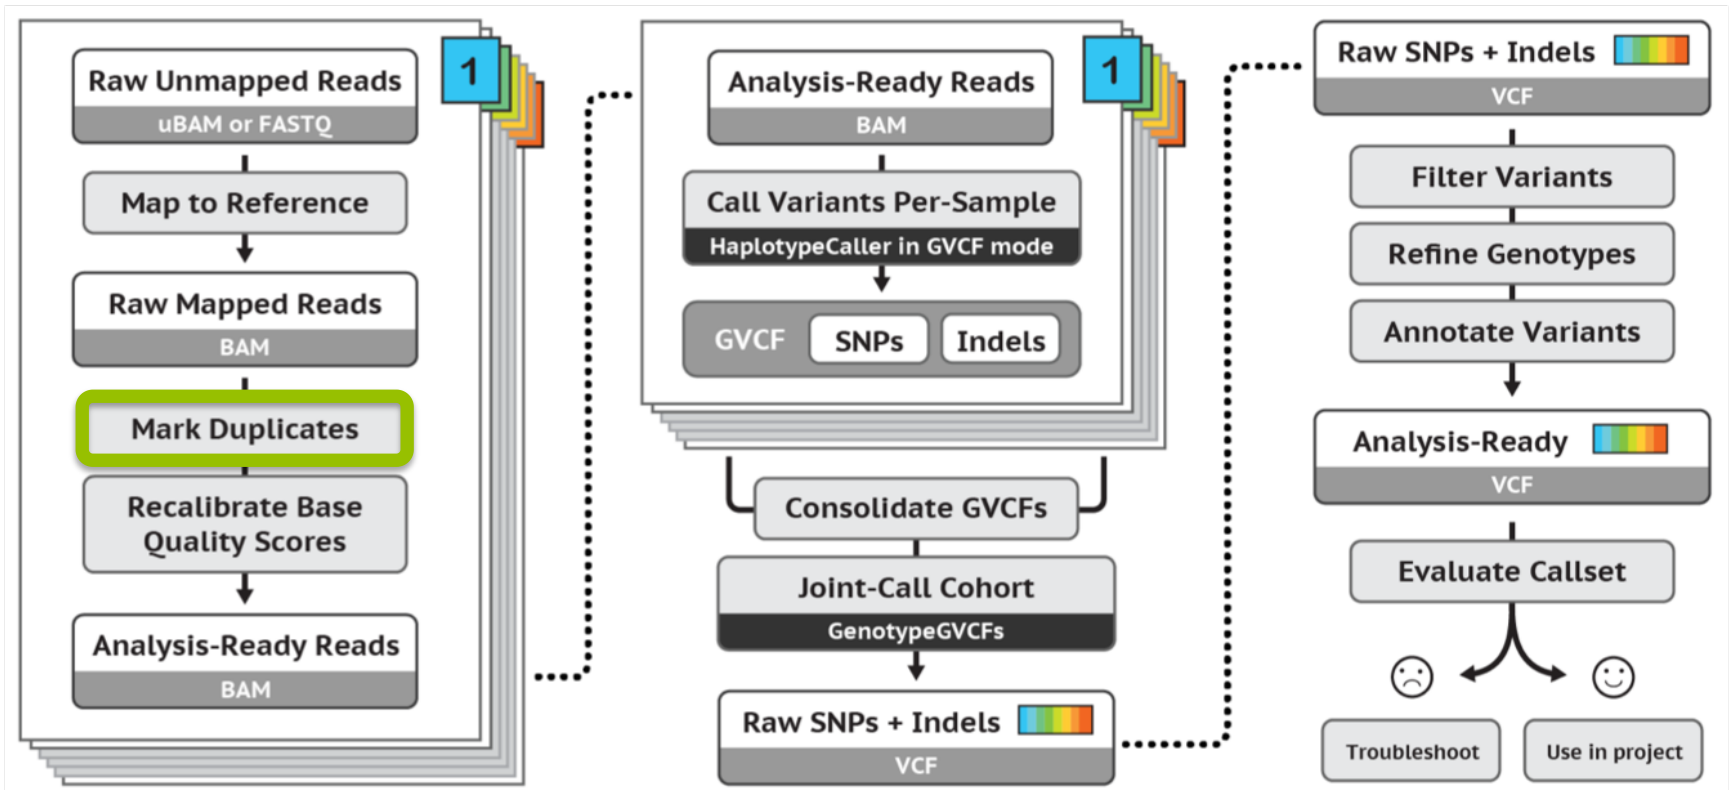 Raw Unmapped Reads
uBAM or FASTQ
1
Map to Reference
Raw Mapped Reads
BAM
Mark Duplicates
Recalibrate Base
Quality Scores
Analysis-Ready Reads
BAM
Analysis-Ready Reads
BAM
1
Call Variants Per-Sample
HaplotypeCaller in GVCF mode
GVCF SNPs Indels
Consolidate GVCFs
Joint-Call Cohort
GenotypeGVCFs
Raw SNPs + Indels
VCF
Raw SNPs + Indels
VCF
Filter Variants
Refine Genotypes
Annotate Variants
Analysis-Ready
VCF
Evaluate Callset
Troubleshoot
Use in project